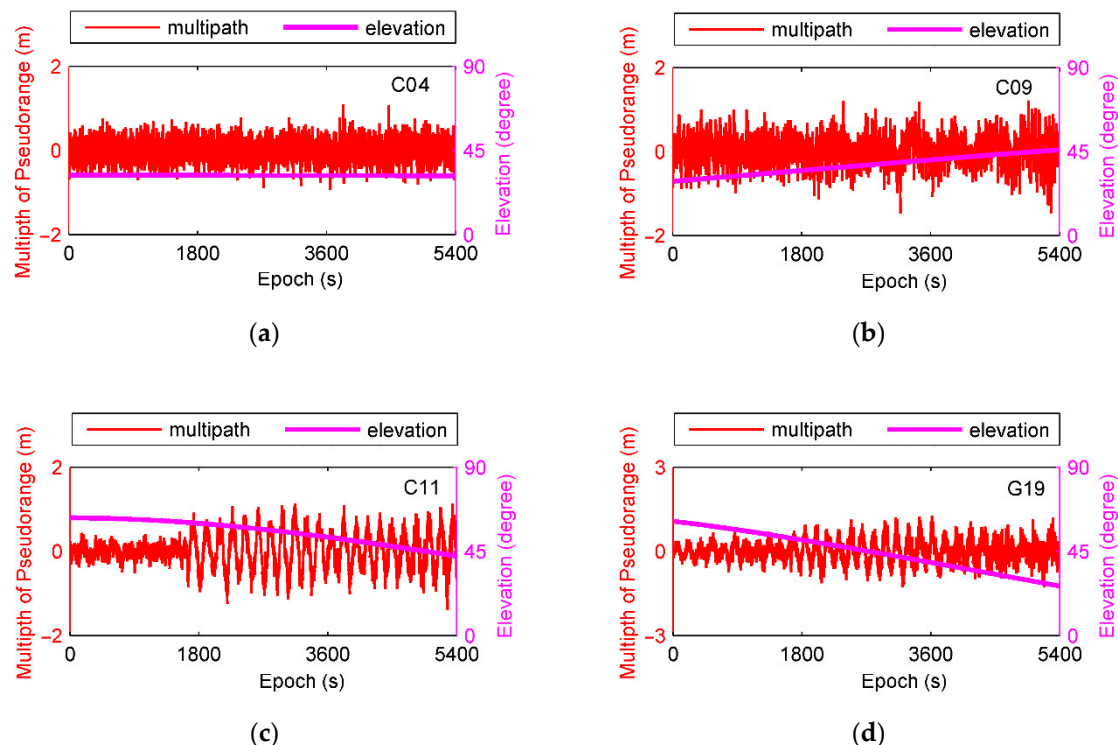 multipath elevation
multipath elevation
Multipth of Pseudorange (m)
2
0
−2
C04
90
45
0
Elevation (degree)
0 1800 3600 5400
Epoch (s)
(a)
Multipth of Pseudorange (m)
2
0
−2
C09
90
45
0
Elevation (degree)
0 1800 3600 5400
Epoch (s)
(b)
multipath elevation
multipath elevation
Multipth of Pseudorange (m)
2
0
−2
C11
90
45
0
Elevation (degree)
0 1800 3600 5400
Epoch (s)
(c)
Multipth of Pseudorange (m)
3
0
−3
G19
90
45
0
Elevation (degree)
0 1800 3600 5400
Epoch (s)
(d)